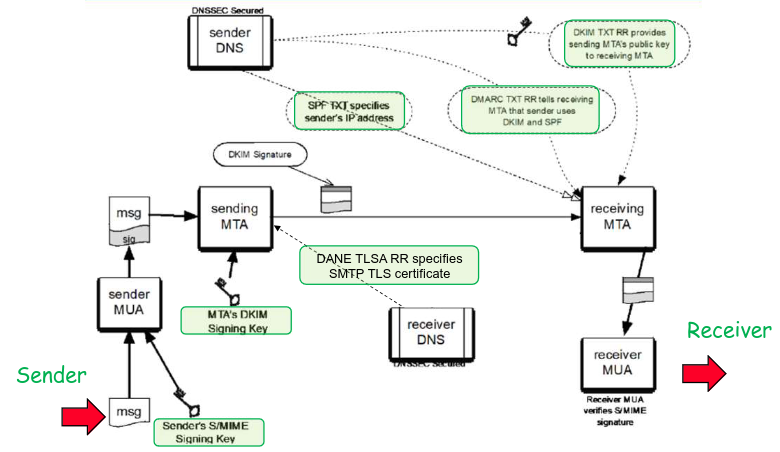 DNSSEC Secured
sender
DNS
DKIM TXT RR provides
sending MTA's public key
to receiving MTA
SPF TXT specifies
sender's IP address
DMARC TXT RR tells receiving
MTA that sender uses
DKIM and SPF
DKIM Signature
msg
sig
sending
MTA
receiving
MTA
DANE TLSA RR specifies
SMTP TLS certificate
sender
MUA
MTA's DKIM
Signing Key
receiver
DNS
DNSSEC Secured
receiver
MUA
Receiver
Sender
msg
Sender's S/MIME
Signing Key
Receiver MUA
verifies S/MIME
signature